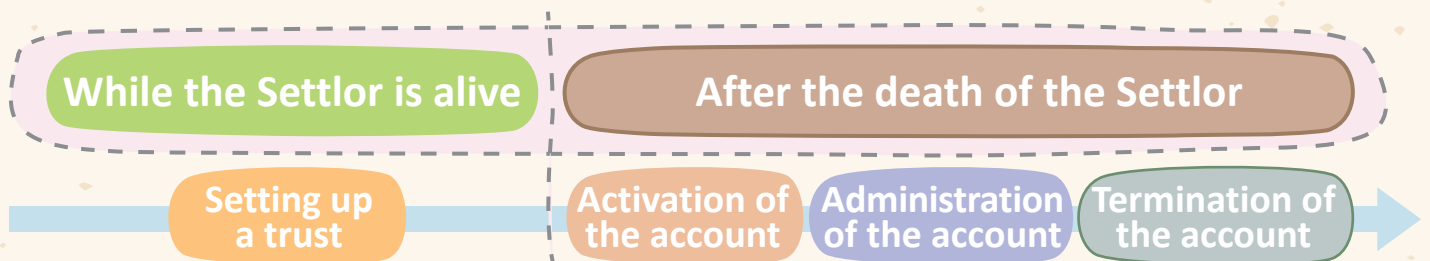 While the Settlor is alive
After the death of the Settlor
Setting up
a trust
Activation of
the account
Administration
of the account
Termination of
the account